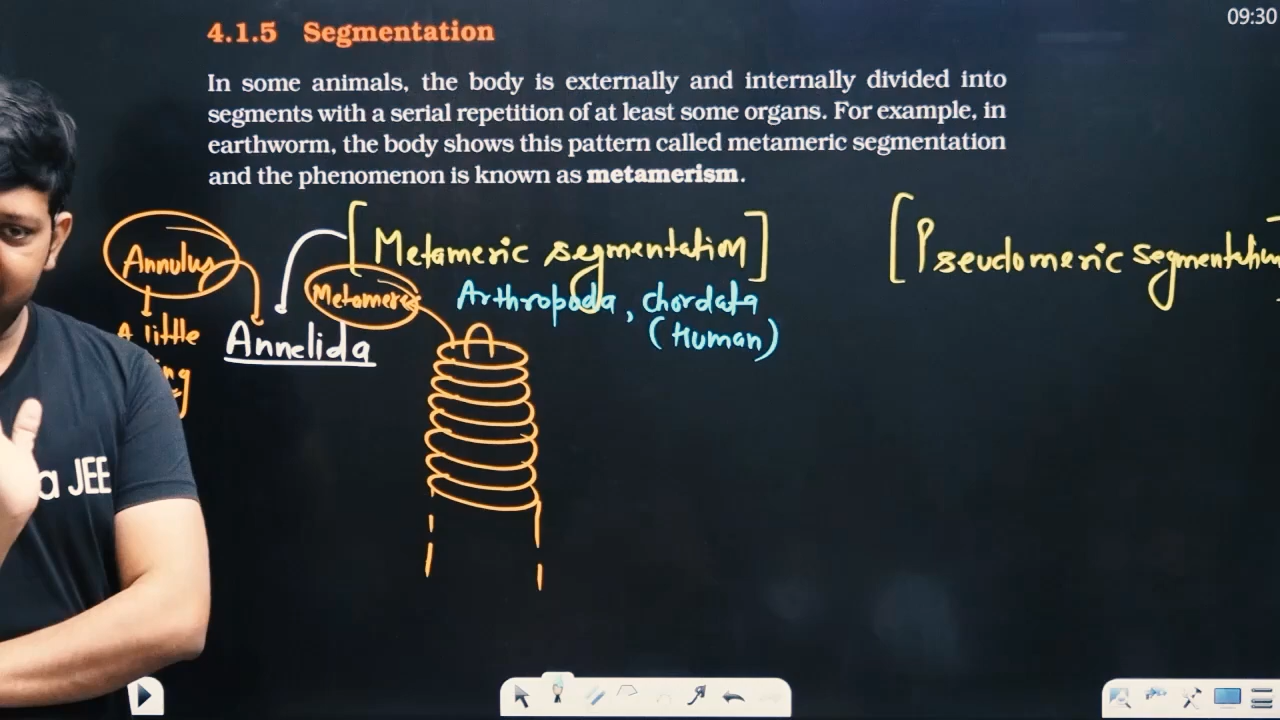 09:30
4.1.5 Segmentation
In some animals, the body is externally and internally divided into
segments with a serial repetition of at least some organs. For example, in
earthworm, the body shows this pattern called metameric segmentation
and the phenomenon is known as metamerism.
[Metameric segmentation]
[Pseudomeric segmentation
Annulus
Metameres
Arthropoda, chordata
(Human)
A little
Annelida
JEE